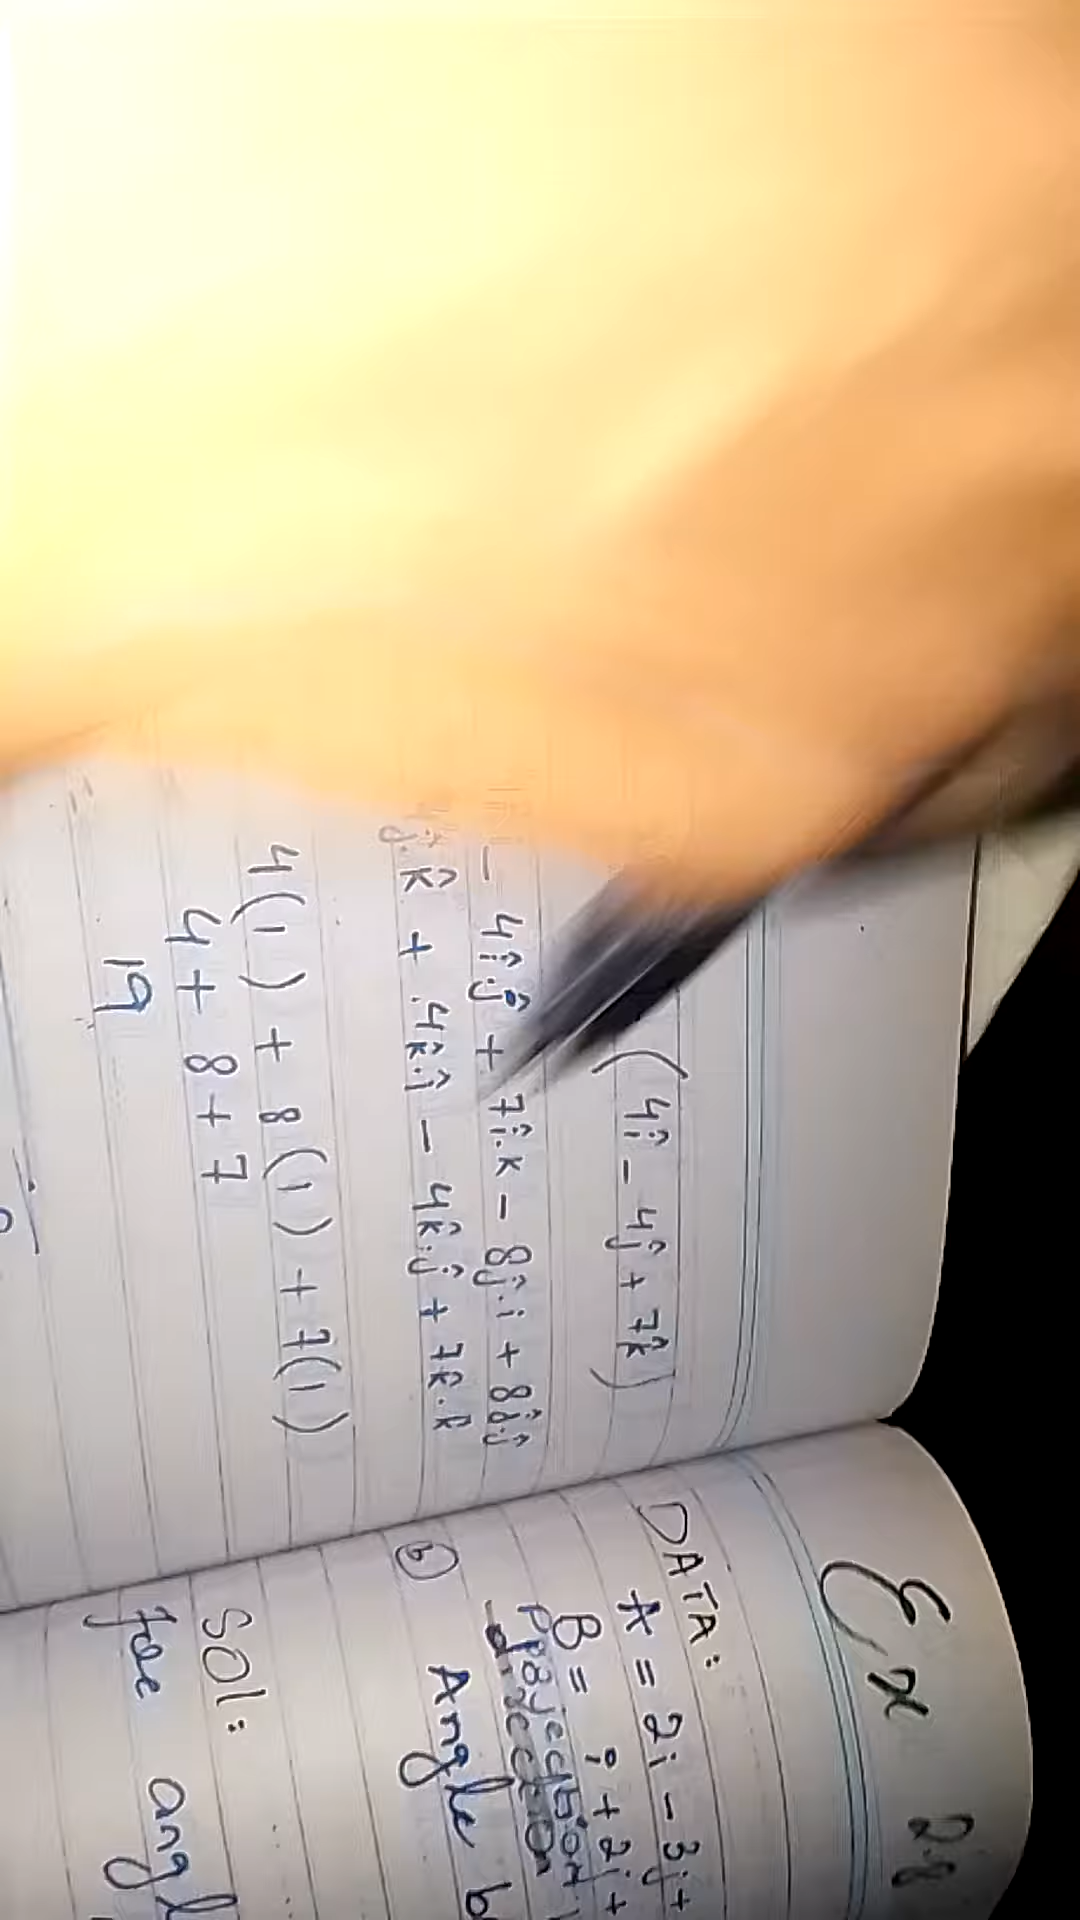 (4î - 4ĵ + 7k̂)
- 4î.ĵ + 7î.k - 8ĵ.i + 8ĵ.ĵ
ĵ.k̂ + 4k̂.î - 4k̂.ĵ + 7k̂.k̂
4(1) + 8(1) + 7(1)
4 + 8 + 7
19
Ex
DATA:
A = 2i - 3j +
B = i + 2j +
Projection
direction
(b) Angle b
Sol:
for angl